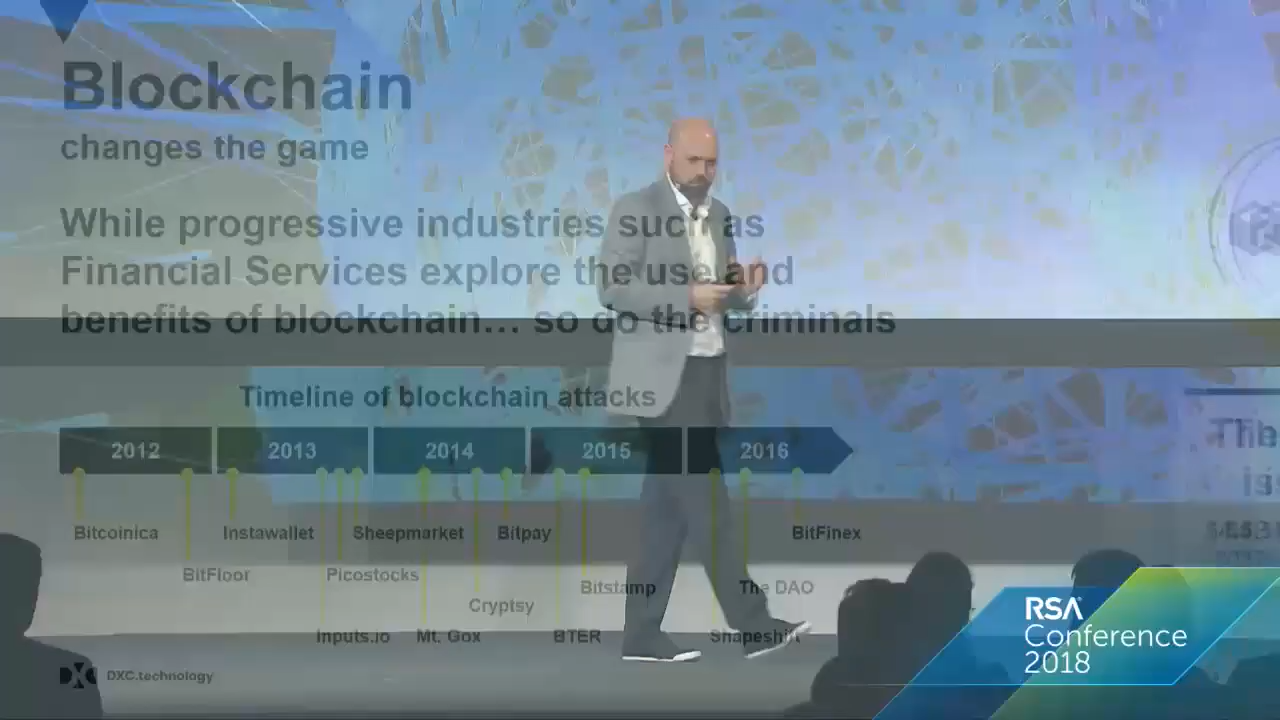 Blockchain
changes the game
While progressive industries such as
Financial Services explore the use and
benefits of blockchain... so do the criminals
Timeline of blockchain attacks
2012 2013 2014 2015 2016
Bitcoinica Instawallet Sheepmarket Bitpay BitFinex
BitFloor Picostocks Bitstamp The DAO
Cryptsy
Inputs.io Mt. Gox BTER Shapeshift
DXC.technology
RSA
Conference
2018